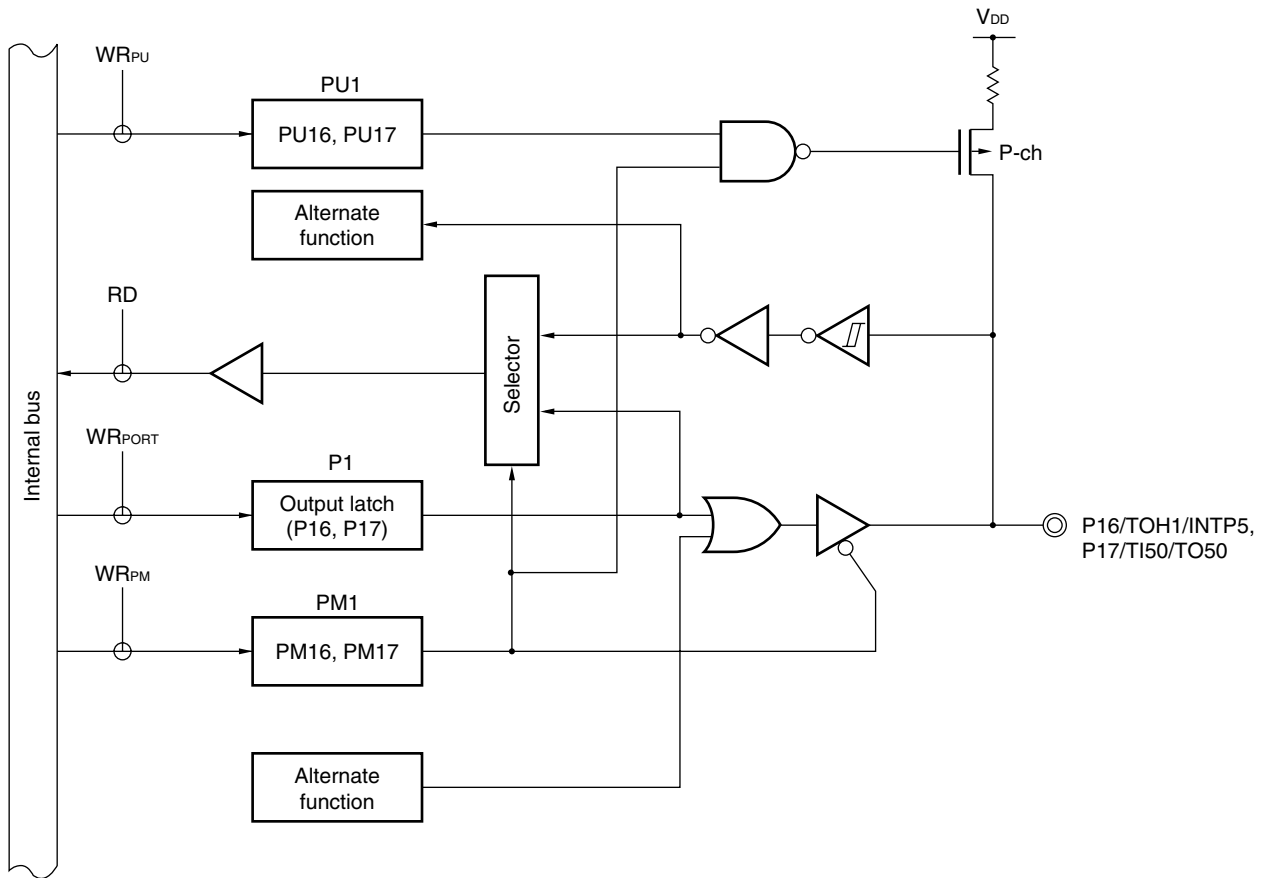 VDD
WRPU
PU1
PU16, PU17
P-ch
Alternate
function
RD
Selector
Internal bus
WRPORT
P1
Output latch
(P16, P17)
P16/TOH1/INTP5,
P17/TI50/TO50
WRPM
PM1
PM16, PM17
Alternate
function